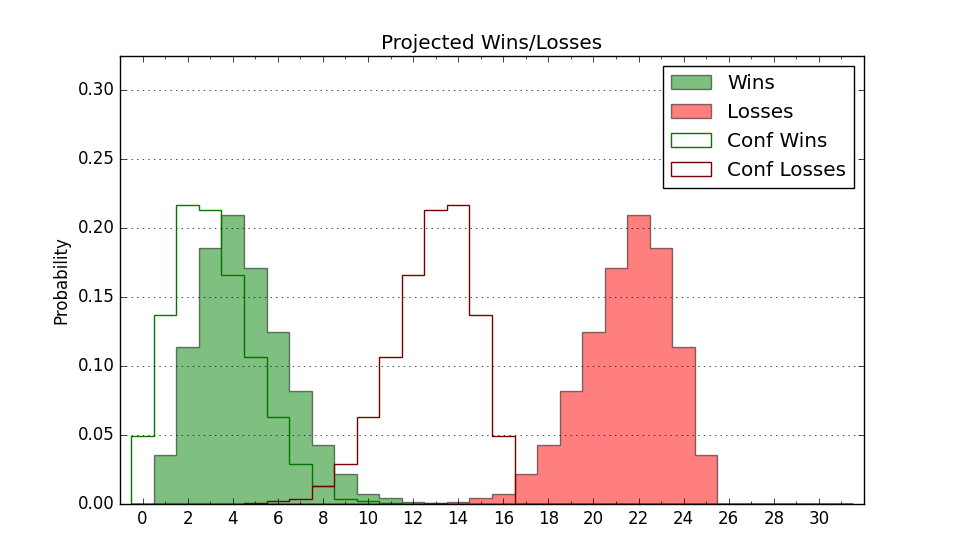 Projected Wins/Losses
Probability
0.30
0.25
0.20
0.15
0.10
0.05
0.00
Wins
Losses
Conf Wins
Conf Losses
0 2 4 6 8 10 12 14 16 18 20 22 24 26 28 30